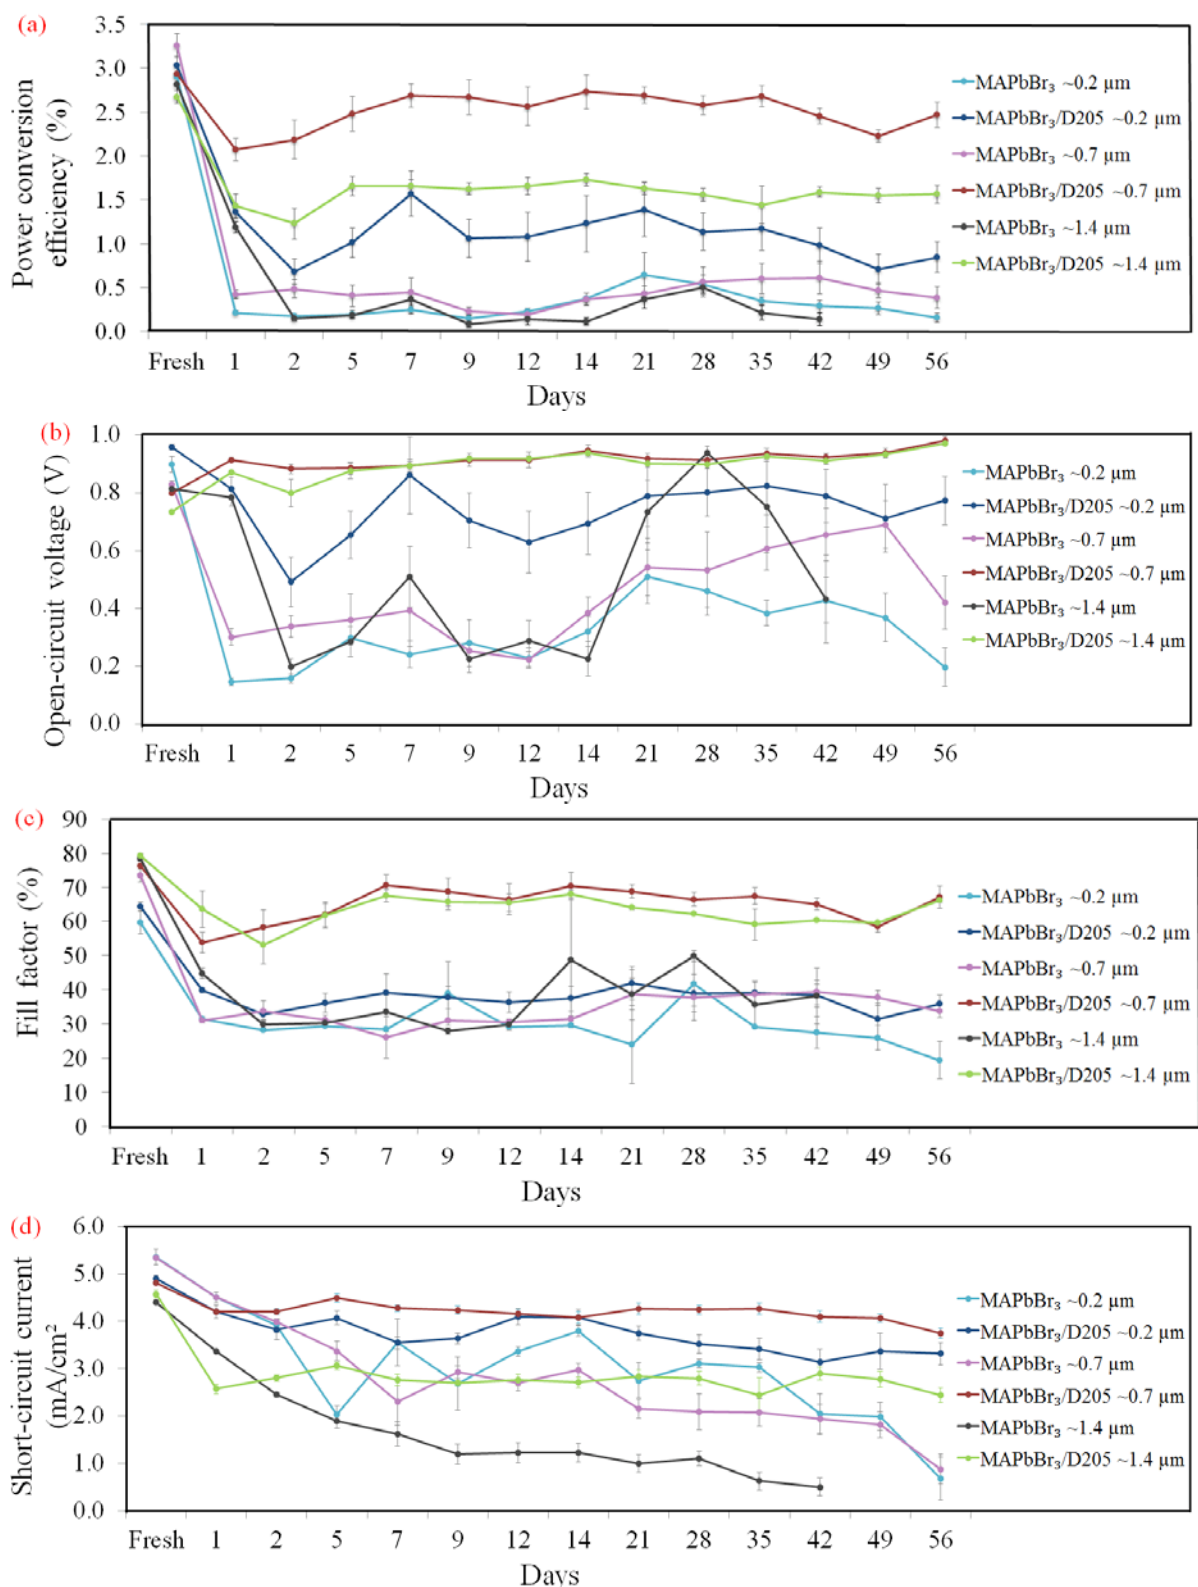 (a)
Power conversion
efficiency (%)
3.5
3.0
2.5
2.0
1.5
1.0
0.5
0.0
Fresh 1 2 5 7 9 12 14 21 28 35 42 49 56
Days
MAPbBr₃ ~0.2 µm
MAPbBr₃/D205 ~0.2 µm
MAPbBr₃ ~0.7 µm
MAPbBr₃/D205 ~0.7 µm
MAPbBr₃ ~1.4 µm
MAPbBr₃/D205 ~1.4 µm
(b)
Open-circuit voltage (V)
1.0
0.8
0.6
0.4
0.2
0.0
Fresh 1 2 5 7 9 12 14 21 28 35 42 49 56
Days
MAPbBr₃ ~0.2 µm
MAPbBr₃/D205 ~0.2 µm
MAPbBr₃ ~0.7 µm
MAPbBr₃/D205 ~0.7 µm
MAPbBr₃ ~1.4 µm
MAPbBr₃/D205 ~1.4 µm
(c)
Fill factor (%)
90
80
70
60
50
40
30
20
10
0
Fresh 1 2 5 7 9 12 14 21 28 35 42 49 56
Days
MAPbBr₃ ~0.2 µm
MAPbBr₃/D205 ~0.2 µm
MAPbBr₃ ~0.7 µm
MAPbBr₃/D205 ~0.7 µm
MAPbBr₃ ~1.4 µm
MAPbBr₃/D205 ~1.4 µm
(d)
Short-circuit current
(mA/cm²
6.0
5.0
4.0
3.0
2.0
1.0
0.0
Fresh 1 2 5 7 9 12 14 21 28 35 42 49 56
Days
MAPbBr₃ ~0.2 µm
MAPbBr₃/D205 ~0.2 µm
MAPbBr₃ ~0.7 µm
MAPbBr₃/D205 ~0.7 µm
MAPbBr₃ ~1.4 µm
MAPbBr₃/D205 ~1.4 µm